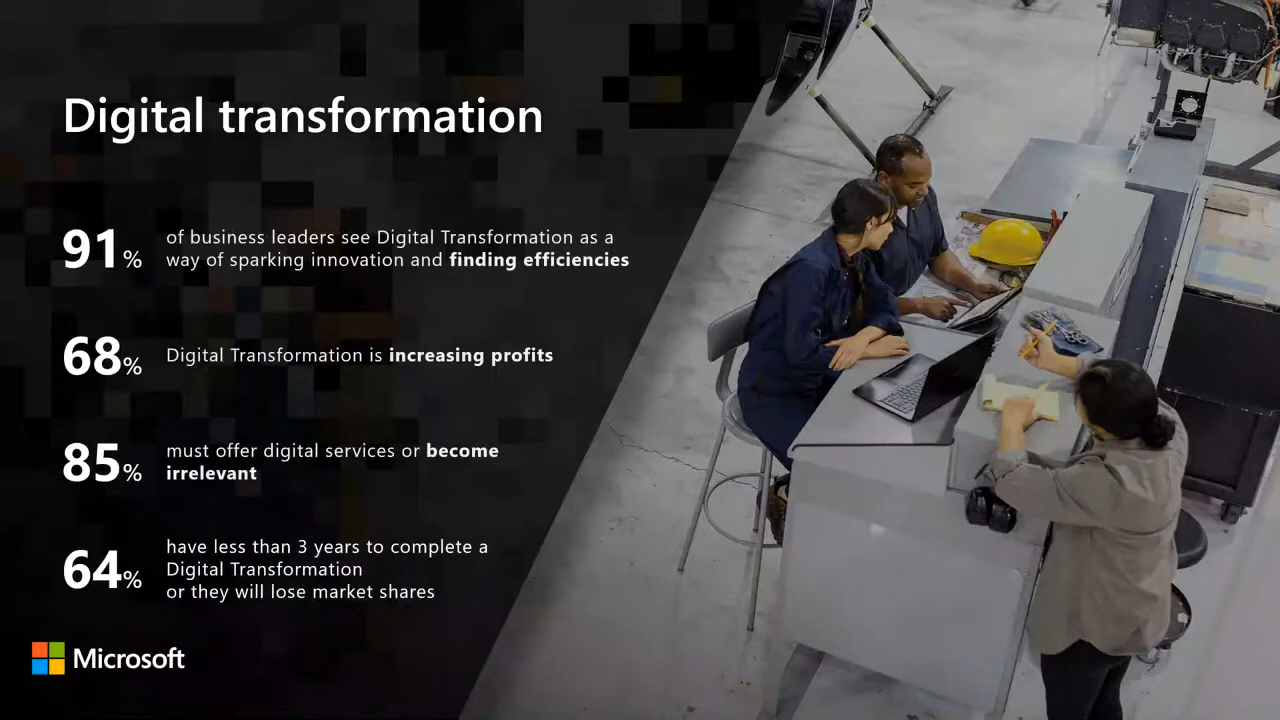 Digital transformation
91% of business leaders see Digital Transformation as a
way of sparking innovation and finding efficiencies
68% Digital Transformation is increasing profits
85% must offer digital services or become
irrelevant
64% have less than 3 years to complete a
Digital Transformation
or they will lose market shares
Microsoft